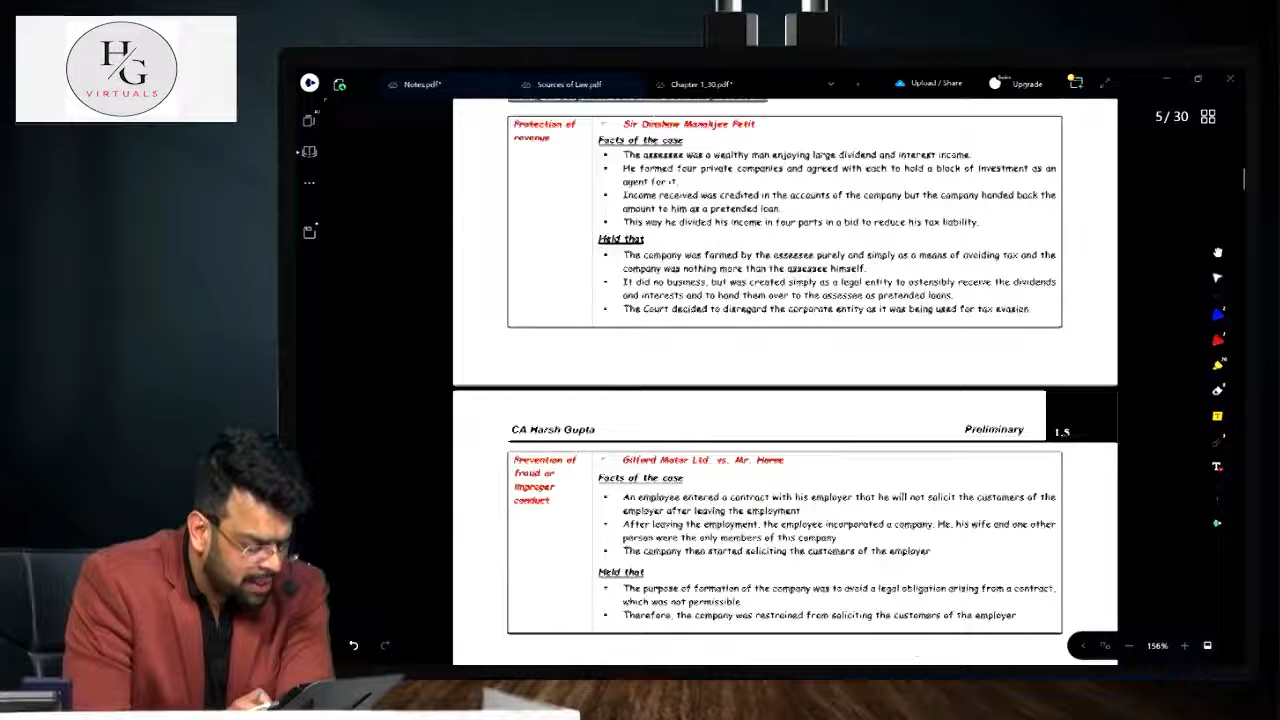 H/G
VIRTUALS
Notes.pdf*
Sources of Law.pdf
Chapter 1_30.pdf*
Upload / Share
Upgrade
5 / 30
Protection of
revenue
- Sir Dinshaw Manakjee Petit
Facts of the case
• The assessee was a wealthy man enjoying large dividend and interest income.
• He formed four private companies and agreed with each to hold a block of investment as an
agent for it.
• Income received was credited in the accounts of the company but the company handed back the
amount to him as a pretended loan.
• This way he divided his income in four parts in a bid to reduce his tax liability.
Held that
• The company was formed by the assessee purely and simply as a means of avoiding tax and the
company was nothing more than the assessee himself.
• It did no business, but was created simply as a legal entity to ostensibly receive the dividends
and interests and to hand them over to the assessee as pretended loans.
• The Court decided to disregard the corporate entity as it was being used for tax evasion.
CA Harsh Gupta
Preliminary
1.5
Prevention of
fraud or
improper
conduct
- Gilford Motor Ltd. vs. Mr. Horne
Facts of the case
• An employee entered a contract with his employer that he will not solicit the customers of the
employer after leaving the employment
• After leaving the employment, the employee incorporated a company. He, his wife and one other
person were the only members of this company
• The company then started soliciting the customers of the employer
Held that
• The purpose of formation of the company was to avoid a legal obligation arising from a contract,
which was not permissible
• Therefore, the company was restrained from soliciting the customers of the employer
156%